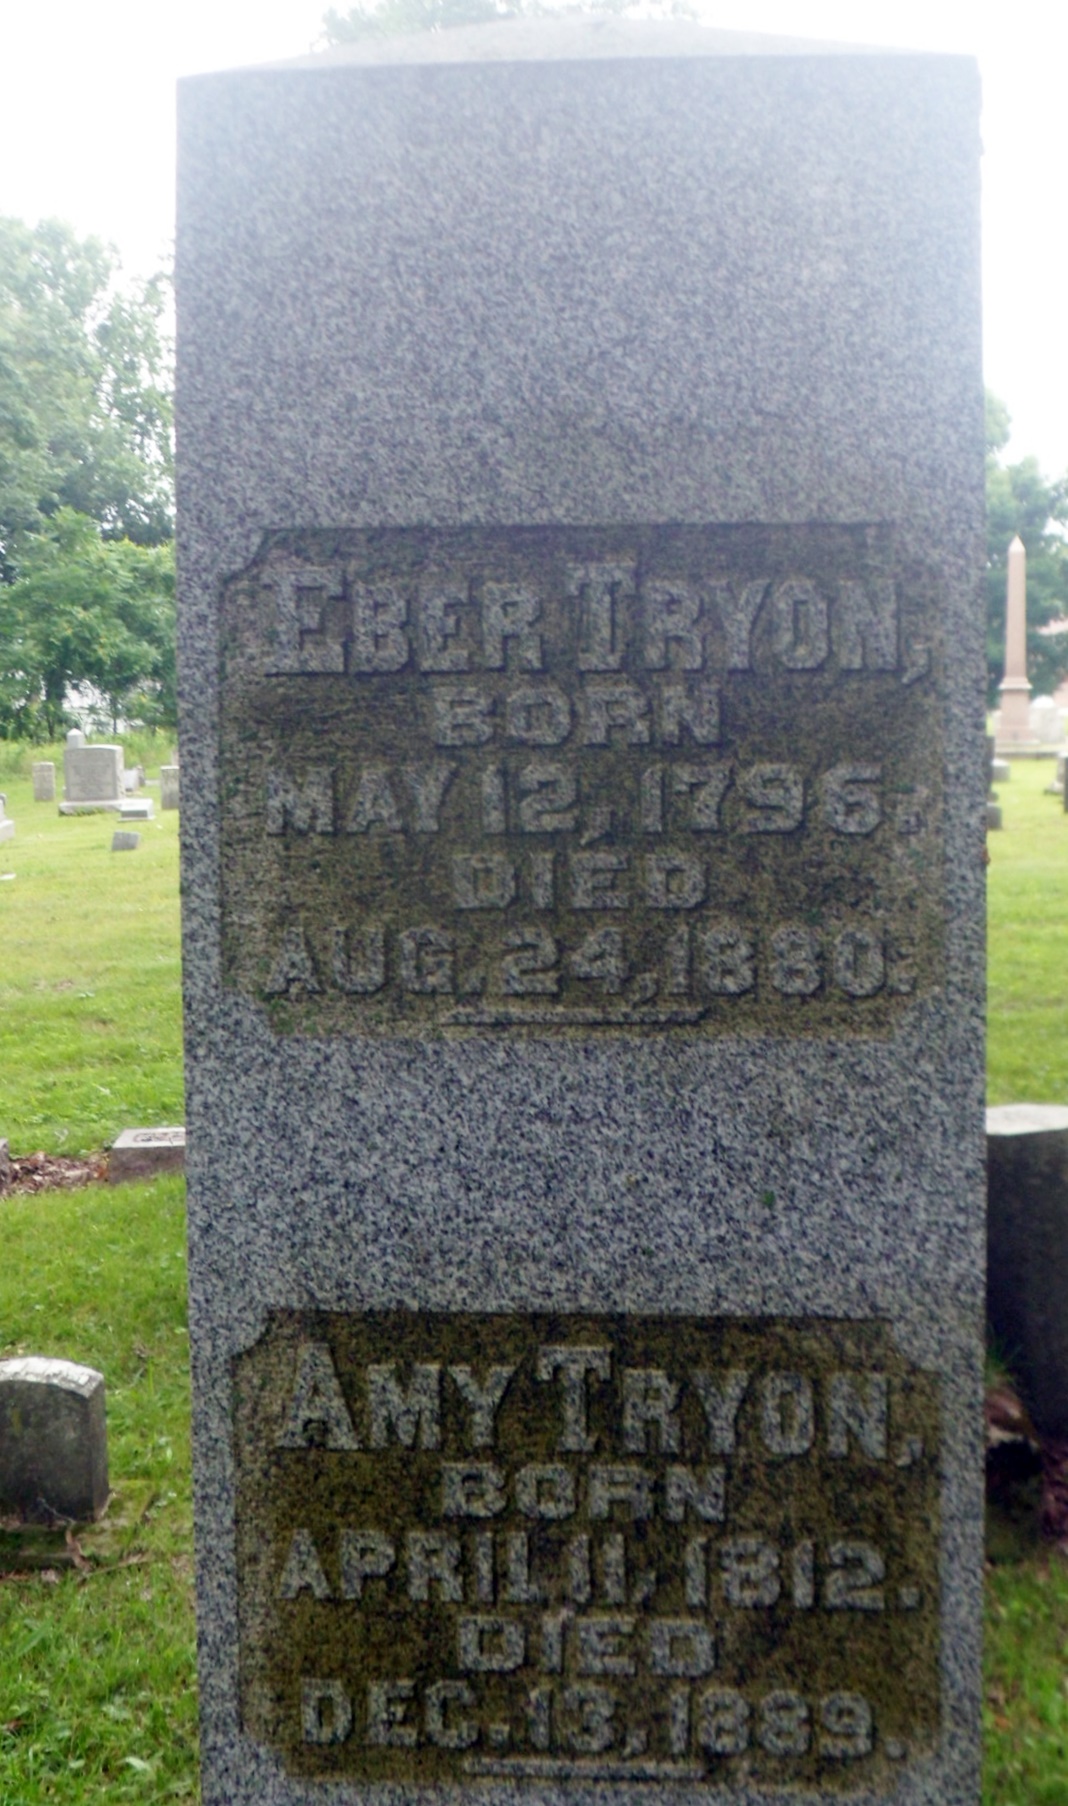 EBER TRYON,
BORN
MAY 12, 1796.
DIED
AUG. 24, 1880.
AMY TRYON,
BORN
APRIL 11, 1812.
DIED
DEC. 13, 1889.